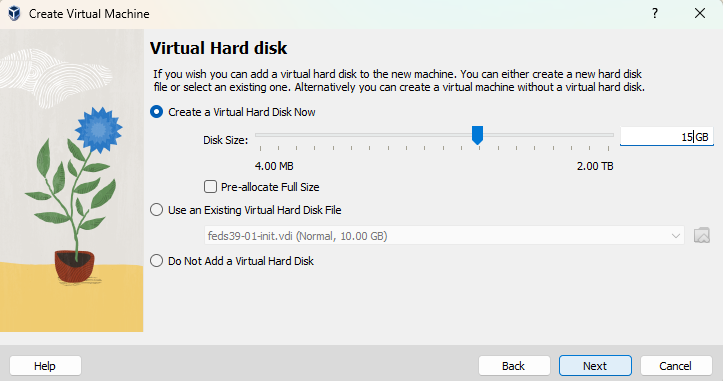 Create Virtual Machine
?
Virtual Hard disk
If you wish you can add a virtual hard disk to the new machine. You can either create a new hard disk
file or select an existing one. Alternatively you can create a virtual machine without a virtual hard disk.
Create a Virtual Hard Disk Now
Disk Size:
15 GB
4.00 MB
2.00 TB
Pre-allocate Full Size
Use an Existing Virtual Hard Disk File
feds39-01-init.vdi (Normal, 10.00 GB)
Do Not Add a Virtual Hard Disk
Help
Back
Next
Cancel